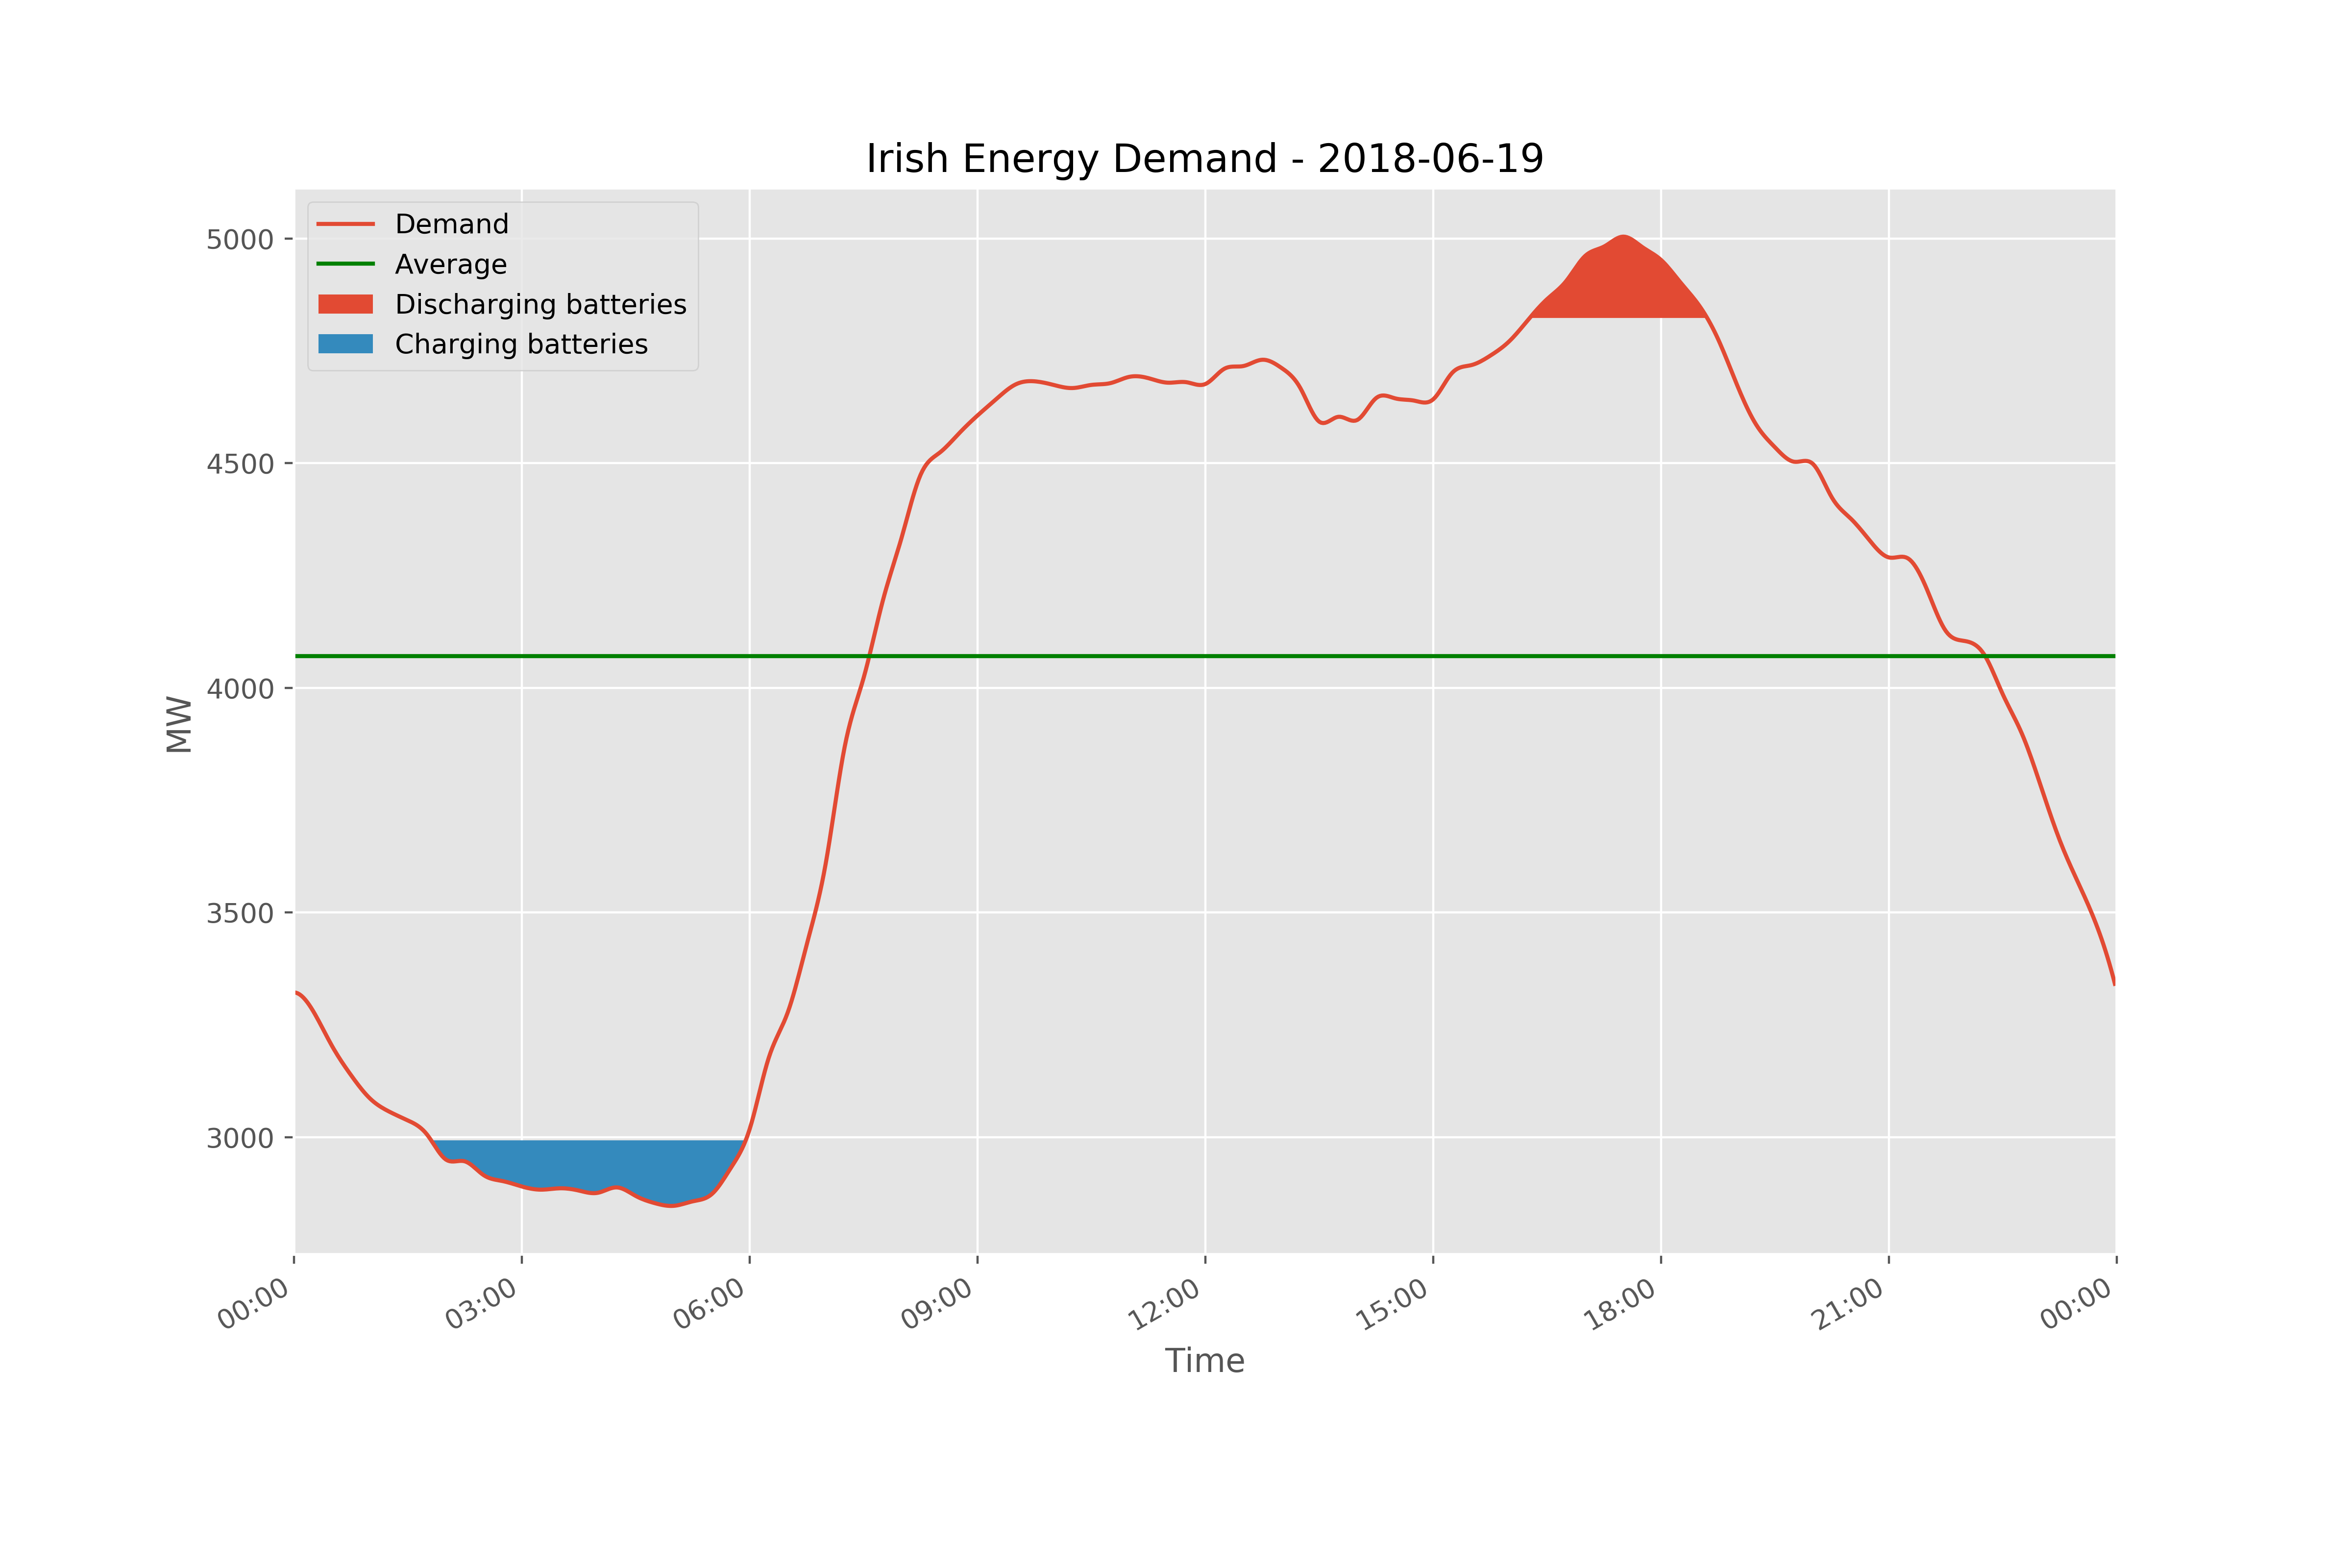 Irish Energy Demand - 2018-06-19
Demand
Average
Discharging batteries
Charging batteries
5000
4500
4000
3500
3000
MW
00:00
03:00
06:00
09:00
12:00
15:00
18:00
21:00
00:00
Time